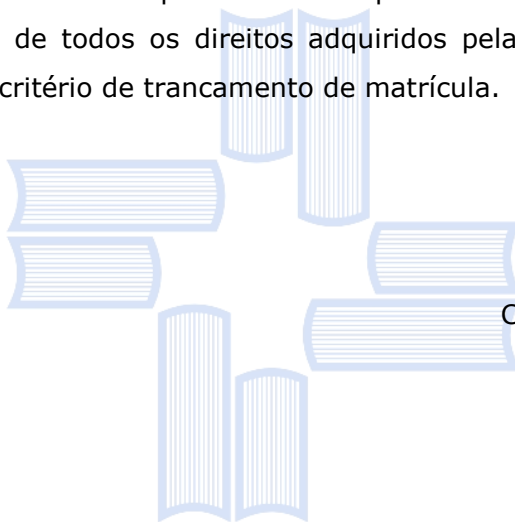 de todos os direitos adquiridos pela
critério de trancamento de matrícula.